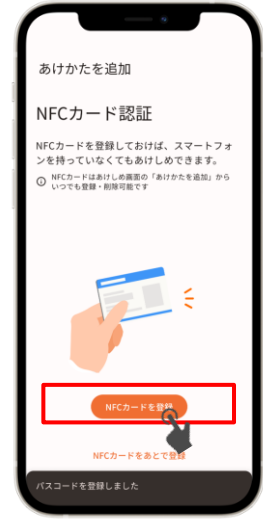 あけかたを追加
NFCカード認証
NFCカードを登録しておけば、スマートフォ
ンを持っていなくてもあけしめできます。
NFCカードはあけしめ画面の「あけかたを追加」から
いつでも登録・削除可能です
NFCカードを登録
NFCカードをあとで登録
パスコードを登録しました